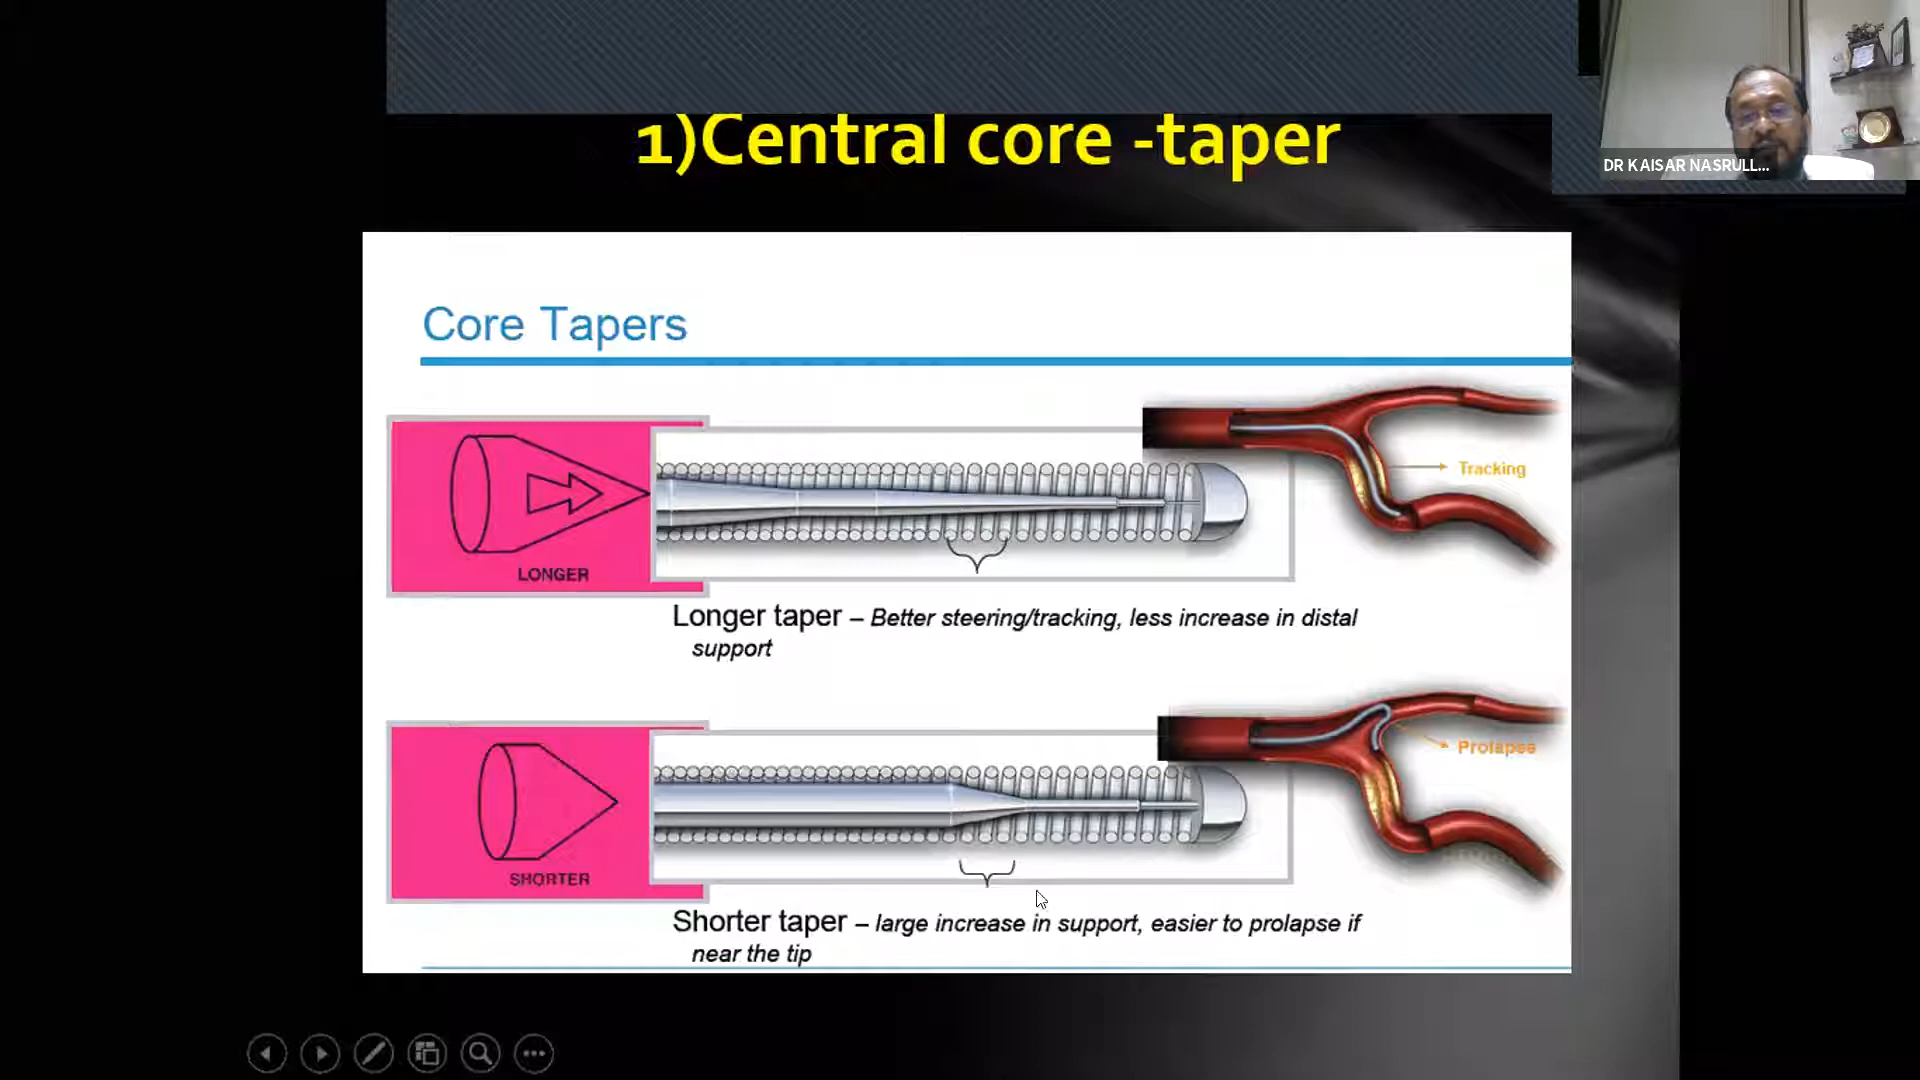 1)Central core -taper
DR KAISAR NASRULL...
Core Tapers
Tracking
LONGER
Longer taper – Better steering/tracking, less increase in distal
support
Prolapse
SHORTER
Shorter taper – large increase in support, easier to prolapse if
near the tip